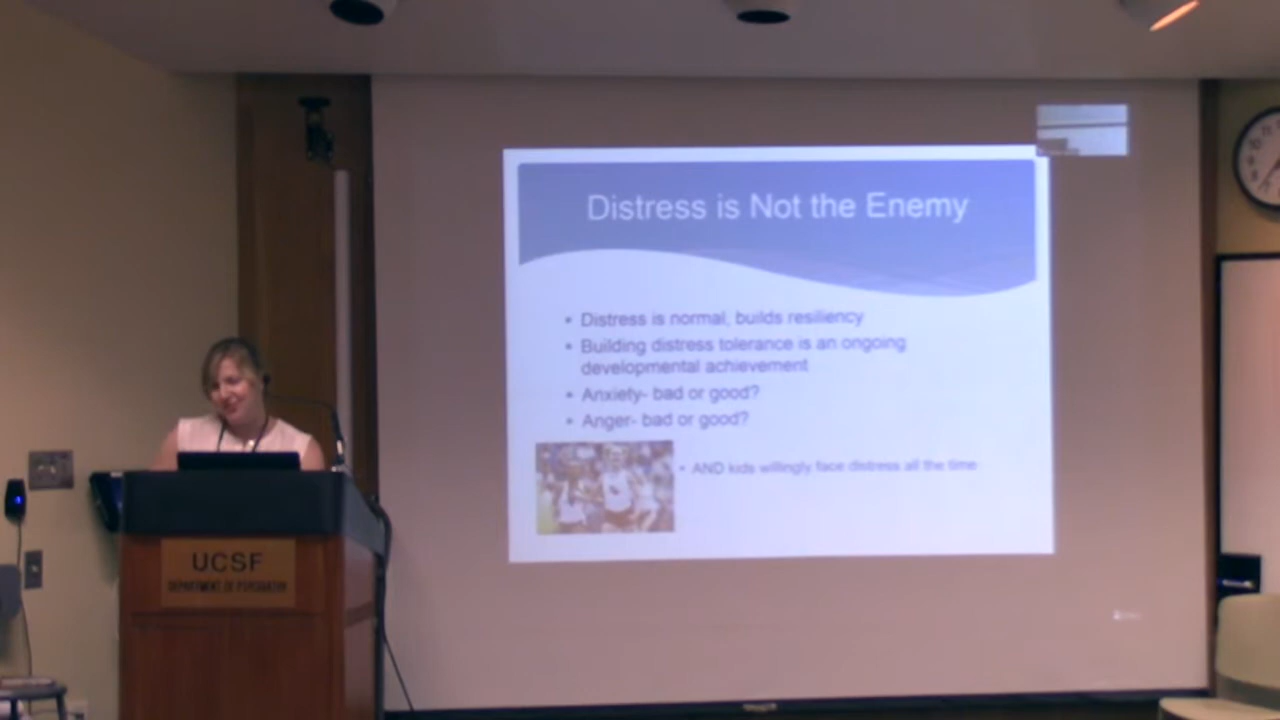 Distress is Not the Enemy
• Distress is normal, builds resiliency
• Building distress tolerance is an ongoing
developmental achievement
• Anxiety- bad or good?
• Anger- bad or good?
• AND kids willingly face distress all the time
UCSF
DEPARTMENT OF PSYCHIATRY